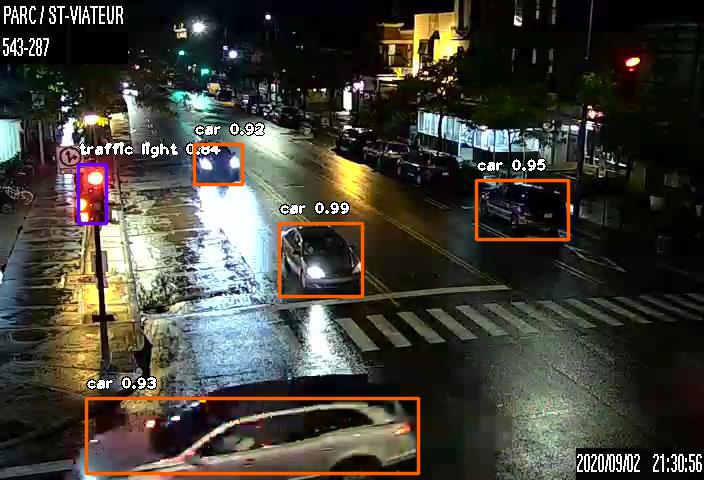 PARC / ST-VIATEUR
543-287
car 0.92
traffic light 0.84
car 0.95
car 0.99
car 0.93
2020/09/02 21:30:56